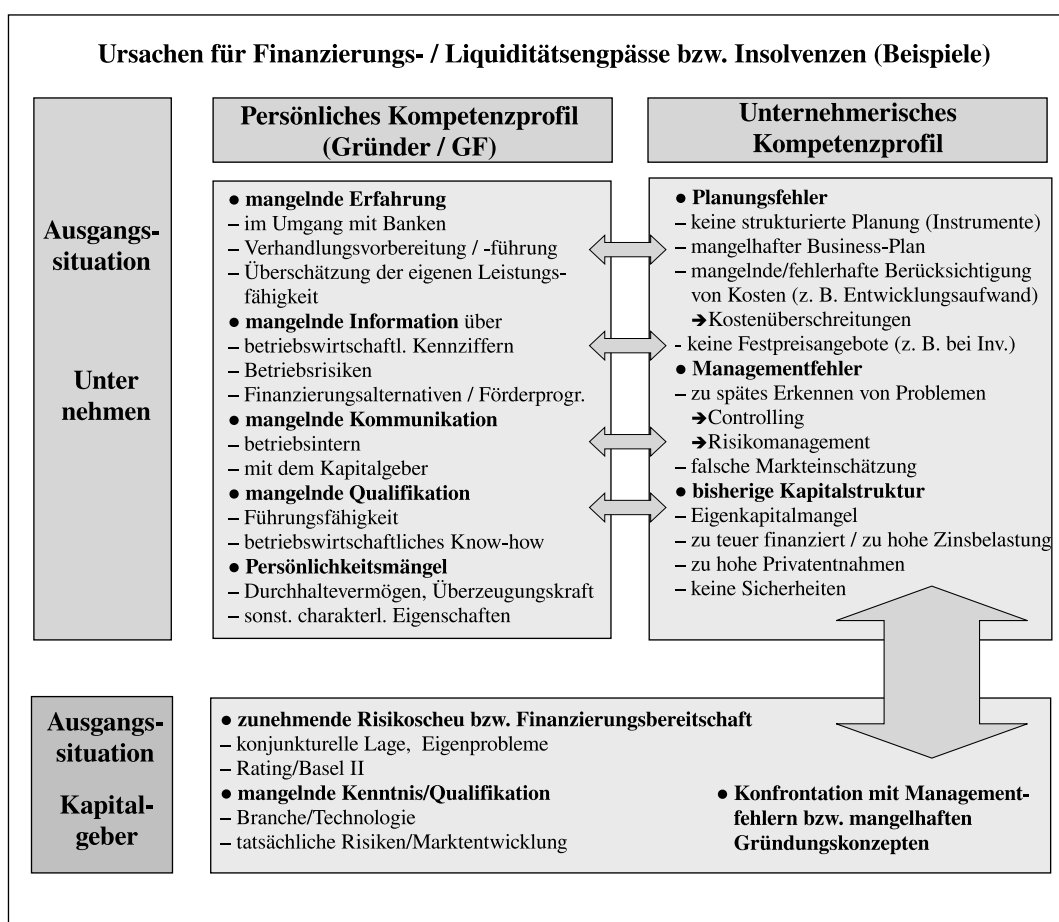 Ursachen für Finanzierungs- / Liquiditätsengpässe bzw. Insolvenzen (Beispiele)
Ausgangs-
situation
Unter
nehmen
Persönliches Kompetenzprofil
(Gründer / GF)
● mangelnde Erfahrung
– im Umgang mit Banken
– Verhandlungsvorbereitung / -führung
– Überschätzung der eigenen Leistungs-
fähigkeit
● mangelnde Information über
– betriebswirtschaftl. Kennziffern
– Betriebsrisiken
– Finanzierungsalternativen / Förderprogr.
● mangelnde Kommunikation
– betriebsintern
– mit dem Kapitalgeber
● mangelnde Qualifikation
– Führungsfähigkeit
– betriebswirtschaftliches Know-how
● Persönlichkeitsmängel
– Durchhaltevermögen, Überzeugungskraft
– sonst. charakterl. Eigenschaften
Unternehmerisches
Kompetenzprofil
● Planungsfehler
– keine strukturierte Planung (Instrumente)
– mangelhafter Business-Plan
– mangelnde/fehlerhafte Berücksichtigung
von Kosten (z. B. Entwicklungsaufwand)
➔Kostenüberschreitungen
- keine Festpreisangebote (z. B. bei Inv.)
● Managementfehler
– zu spätes Erkennen von Problemen
➔Controlling
➔Risikomanagement
– falsche Markteinschätzung
● bisherige Kapitalstruktur
– Eigenkapitalmangel
– zu teuer finanziert / zu hohe Zinsbelastung
– zu hohe Privatentnahmen
– keine Sicherheiten
Ausgangs-
situation
Kapital-
geber
● zunehmende Risikoscheu bzw. Finanzierungsbereitschaft
– konjunkturelle Lage, Eigenprobleme
– Rating/Basel II
● mangelnde Kenntnis/Qualifikation
– Branche/Technologie
– tatsächliche Risiken/Marktentwicklung
● Konfrontation mit Management-
fehlern bzw. mangelhaften
Gründungskonzepten